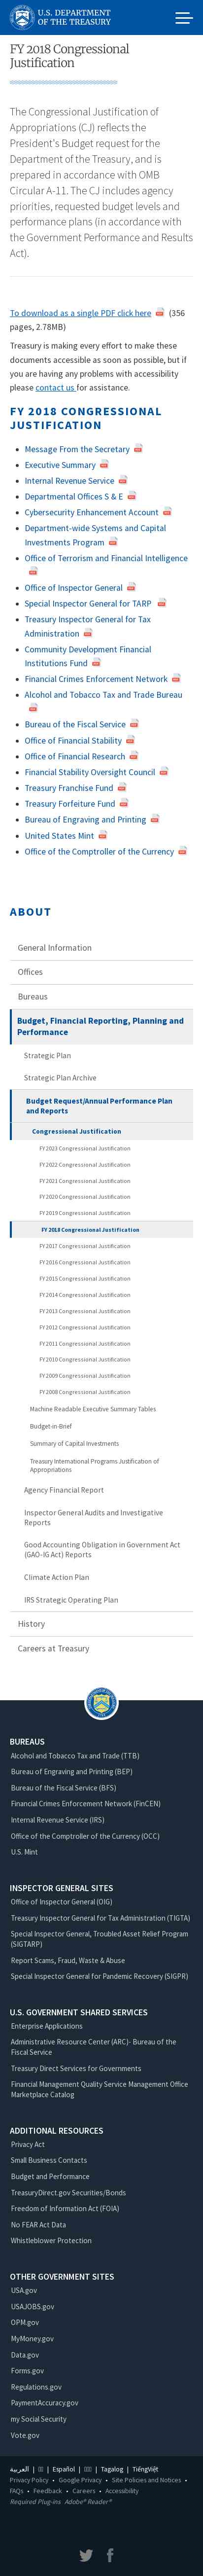 U.S. DEPARTMENT
OF THE TREASURY
FY 2018 Congressional
Justification
The Congressional Justification of
Appropriations (CJ) reflects the
President's Budget request for the
Department of the Treasury, and is
prepared in accordance with OMB
Circular A-11. The CJ includes agency
priorities, requested budget levels and
performance plans (in accordance with
the Government Performance and Results
Act).
To download as a single PDF click here (356
pages, 2.78MB)
Treasury is making every effort to make these
documents accessible as soon as possible, but if
you are having any problems with accessibility
please contact us for assistance.
FY 2018 CONGRESSIONAL
JUSTIFICATION
Message From the Secretary
Executive Summary
Internal Revenue Service
Departmental Offices S & E
Cybersecurity Enhancement Account
Department-wide Systems and Capital
Investments Program
Office of Terrorism and Financial Intelligence
Office of Inspector General
Special Inspector General for TARP
Treasury Inspector General for Tax
Administration
Community Development Financial
Institutions Fund
Financial Crimes Enforcement Network
Alcohol and Tobacco Tax and Trade Bureau
Bureau of the Fiscal Service
Office of Financial Stability
Office of Financial Research
Financial Stability Oversight Council
Treasury Franchise Fund
Treasury Forfeiture Fund
Bureau of Engraving and Printing
United States Mint
Office of the Comptroller of the Currency
ABOUT
General Information
Offices
Bureaus
Budget, Financial Reporting, Planning and
Performance
Strategic Plan
Strategic Plan Archive
Budget Request/Annual Performance Plan
and Reports
Congressional Justification
FY 2023 Congressional Justification
FY 2022 Congressional Justification
FY 2021 Congressional Justification
FY 2020 Congressional Justification
FY 2019 Congressional Justification
FY 2018 Congressional Justification
FY 2017 Congressional Justification
FY 2016 Congressional Justification
FY 2015 Congressional Justification
FY 2014 Congressional Justification
FY 2013 Congressional Justification
FY 2012 Congressional Justification
FY 2011 Congressional Justification
FY 2010 Congressional Justification
FY 2009 Congressional Justification
FY 2008 Congressional Justification
Machine Readable Executive Summary Tables
Budget-in-Brief
Summary of Capital Investments
Treasury International Programs Justification of
Appropriations
Agency Financial Report
Inspector General Audits and Investigative
Reports
Good Accounting Obligation in Government Act
(GAO-IG Act) Reports
Climate Action Plan
IRS Strategic Operating Plan
History
Careers at Treasury
BUREAUS
Alcohol and Tobacco Tax and Trade (TTB)
Bureau of Engraving and Printing (BEP)
Bureau of the Fiscal Service (BFS)
Financial Crimes Enforcement Network (FinCEN)
Internal Revenue Service (IRS)
Office of the Comptroller of the Currency (OCC)
U.S. Mint
INSPECTOR GENERAL SITES
Office of Inspector General (OIG)
Treasury Inspector General for Tax Administration (TIGTA)
Special Inspector General, Troubled Asset Relief Program
(SIGTARP)
Report Scams, Fraud, Waste & Abuse
Special Inspector General for Pandemic Recovery (SIGPR)
U.S. GOVERNMENT SHARED SERVICES
Enterprise Applications
Administrative Resource Center (ARC)- Bureau of the
Fiscal Service
Treasury Direct Services for Governments
Financial Management Quality Service Management Office
Marketplace Catalog
ADDITIONAL RESOURCES
Privacy Act
Small Business Contacts
Budget and Performance
TreasuryDirect.gov Securities/Bonds
Freedom of Information Act (FOIA)
No FEAR Act Data
Whistleblower Protection
OTHER GOVERNMENT SITES
USA.gov
USAJOBS.gov
OPM.gov
MyMoney.gov
Data.gov
Forms.gov
Regulations.gov
PaymentAccuracy.gov
my Social Security
Vote.gov
العربية | | Español | | Tagalog | TiếngViệt
Privacy Policy • Google Privacy • Site Policies and Notices •
FAQs • Feedback • Careers • Accessibility
Required Plug-ins Adobe® Reader®